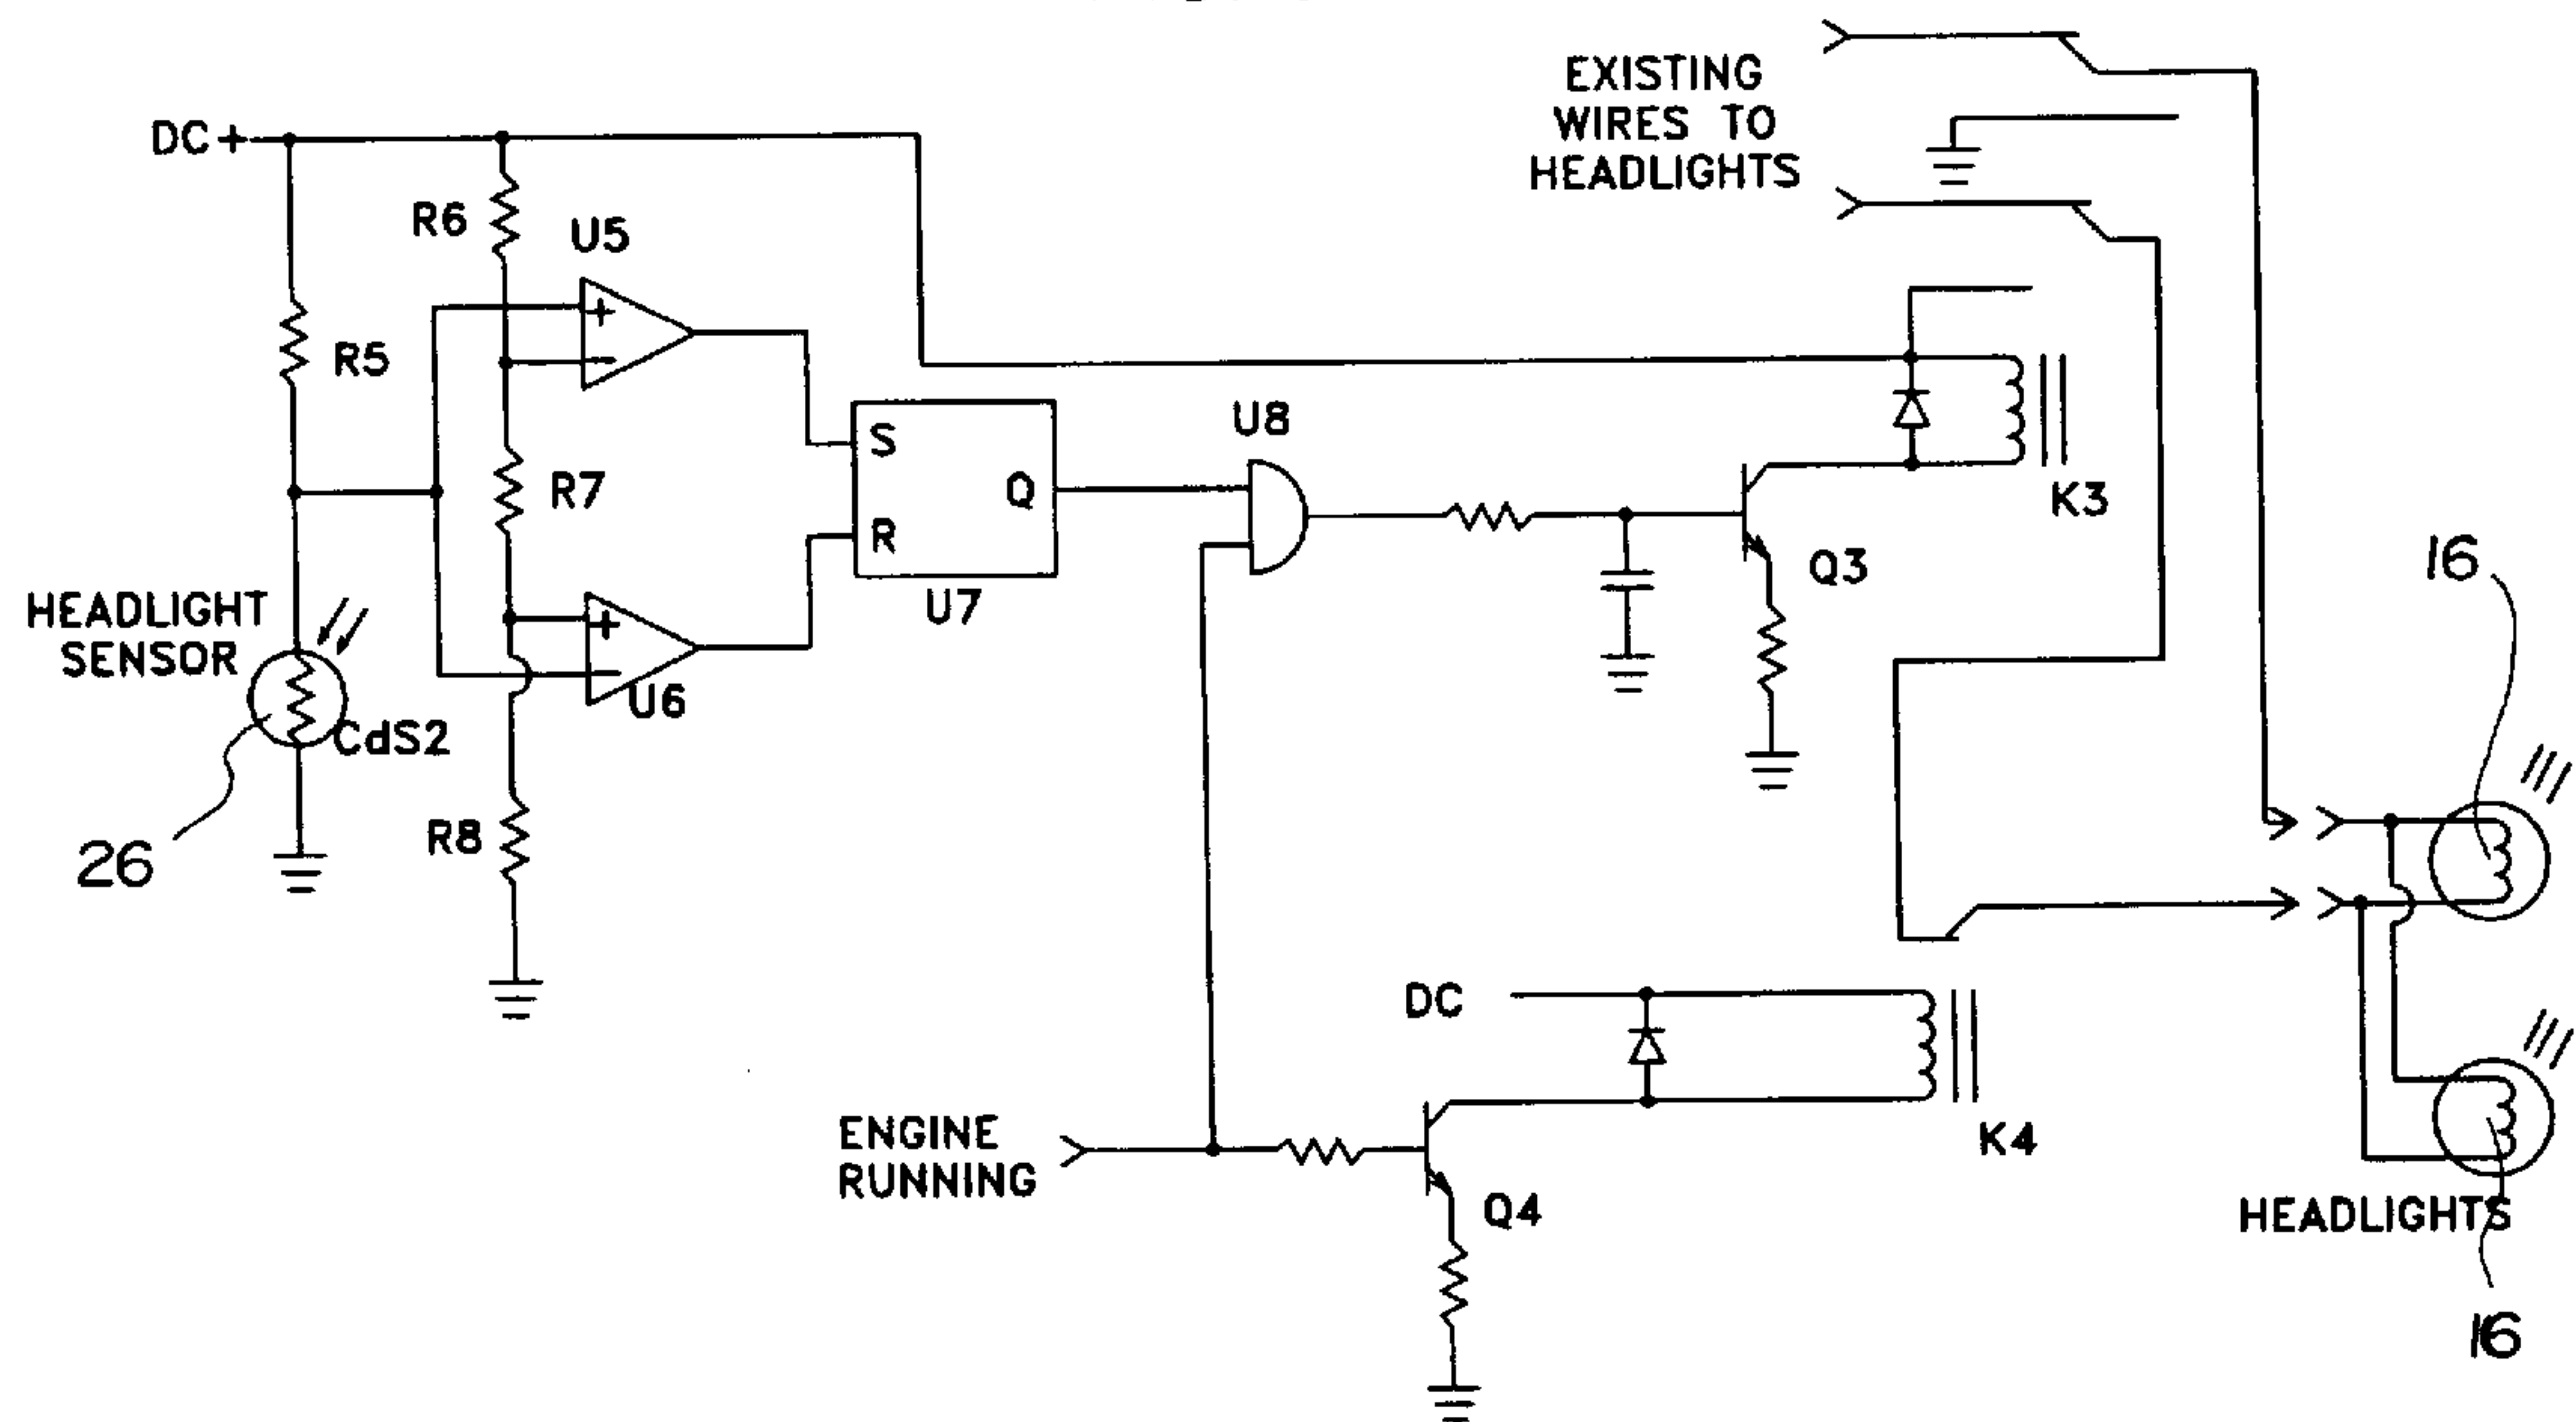 EXISTING
WIRES TO
HEADLIGHTS
DC+
R6
U5
R5
U8
S
R7
Q
K3
R
Q3
16
HEADLIGHT
SENSOR
U7
U6
CdS2
R8
26
DC
ENGINE
RUNNING
K4
Q4
HEADLIGHTS
16
+
−
+
−